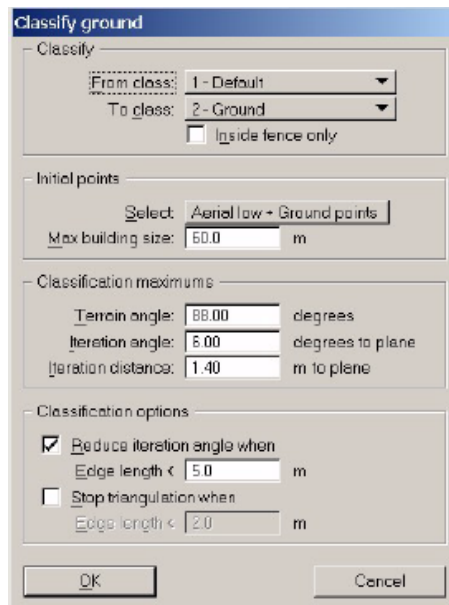 Classify ground
Classify
From class: 1 - Default
To class: 2 - Ground
Inside fence only
Initial points
Select: Aerial low + Ground points
Max building size: 60.0 m
Classification maximums
Terrain angle: 88.00 degrees
Iteration angle: 6.00 degrees to plane
Iteration distance: 1.40 m to plane
Classification options
Reduce iteration angle when
Edge length < 5.0 m
Stop triangulation when
Edge length < 2.0 m
OK Cancel